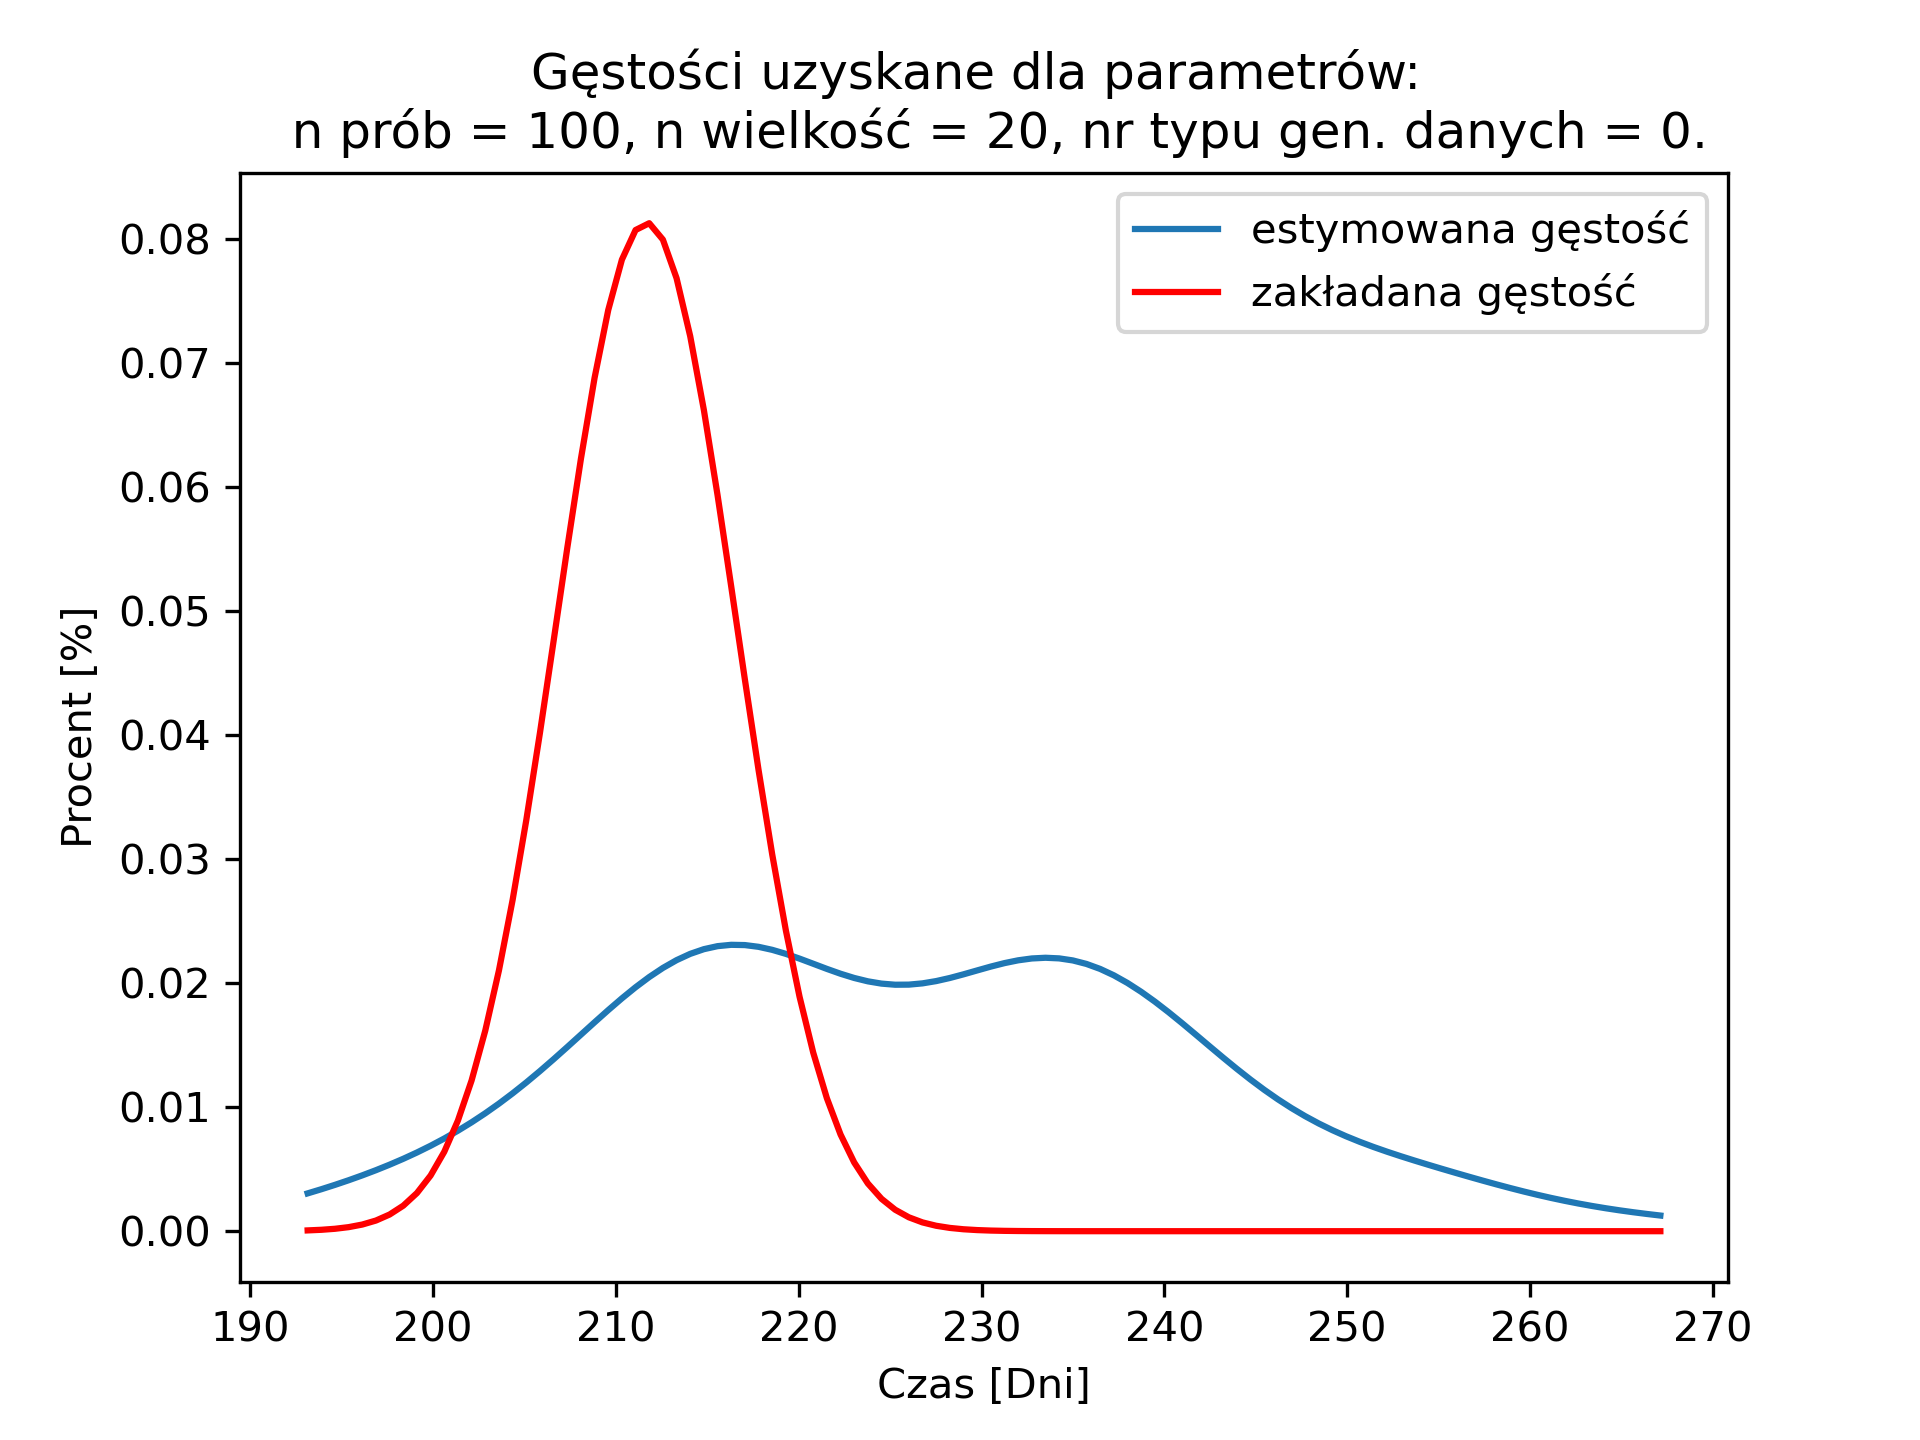 Gęstości uzyskane dla parametrów:
n prób = 100, n wielkość = 20, nr typu gen. danych = 0.
estymowana gęstość
zakładana gęstość
0.08
0.07
0.06
0.05
0.04
0.03
0.02
0.01
0.00
Procent [%]
190 200 210 220 230 240 250 260 270
Czas [Dni]